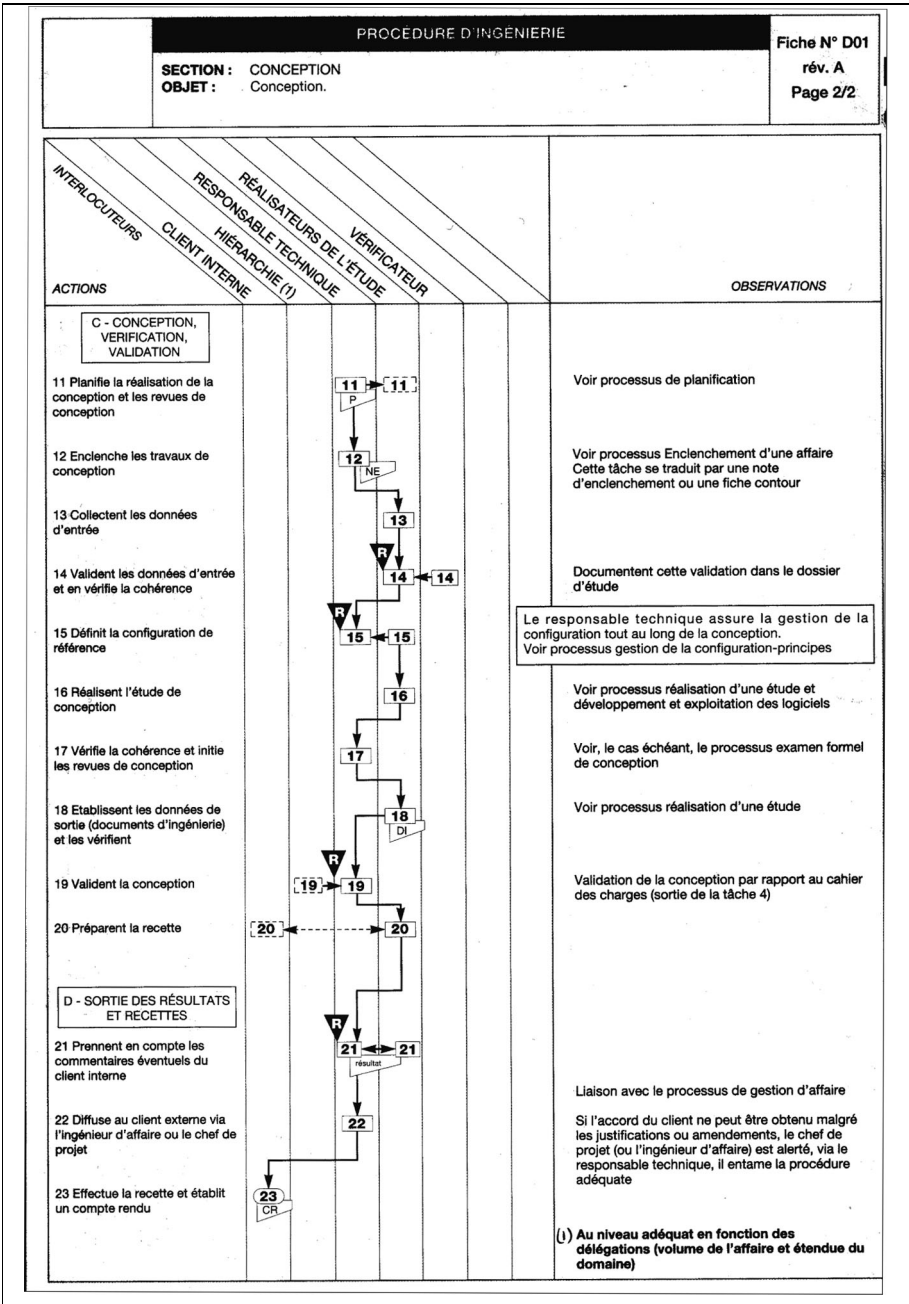 PROCÉDURE D'INGÉNIERIE
SECTION : CONCEPTION
OBJET : Conception.
Fiche N° D01
rév. A
Page 2/2
INTERLOCUTEURS
CLIENT INTERNE
HIÉRARCHIE (1)
RESPONSABLE TECHNIQUE
RÉALISATEURS DE L'ÉTUDE
VÉRIFICATEUR
ACTIONS
OBSERVATIONS
C - CONCEPTION,
VERIFICATION,
VALIDATION
11 Planifie la réalisation de la
conception et les revues de
conception
11
11
P
Voir processus de planification
12 Enclenche les travaux de
conception
12
NE
Voir processus Enclenchement d'une affaire
Cette tâche se traduit par une note
d'enclenchement ou une fiche contour
13 Collectent les données
d'entrée
13
14 Valident les données d'entrée
et en vérifie la cohérence
R
14
14
Documentent cette validation dans le dossier
d'étude
15 Définit la configuration de
référence
R
15
15
Le responsable technique assure la gestion de la
configuration tout au long de la conception.
Voir processus gestion de la configuration-principes
16 Réalisent l'étude de
conception
16
Voir processus réalisation d'une étude et
développement et exploitation des logiciels
17 Vérifie la cohérence et initie
les revues de conception
17
Voir, le cas échéant, le processus examen formel
de conception
18 Etablissent les données de
sortie (documents d'ingénierie)
et les vérifient
18
DI
Voir processus réalisation d'une étude
19 Valident la conception
R
19
19
Validation de la conception par rapport au cahier
des charges (sortie de la tâche 4)
20 Préparent la recette
20
20
D - SORTIE DES RÉSULTATS
ET RECETTES
21 Prennent en compte les
commentaires éventuels du
client interne
R
21
21
résultat
Liaison avec le processus de gestion d'affaire
22 Diffuse au client externe via
l'ingénieur d'affaire ou le chef de
projet
22
Si l'accord du client ne peut être obtenu malgré
les justifications ou amendements, le chef de
projet (ou l'ingénieur d'affaire) est alerté, via le
responsable technique, il entame la procédure
adéquate
23 Effectue la recette et établit
un compte rendu
23
CR
(1) Au niveau adéquat en fonction des
délégations (volume de l'affaire et étendue du
domaine)